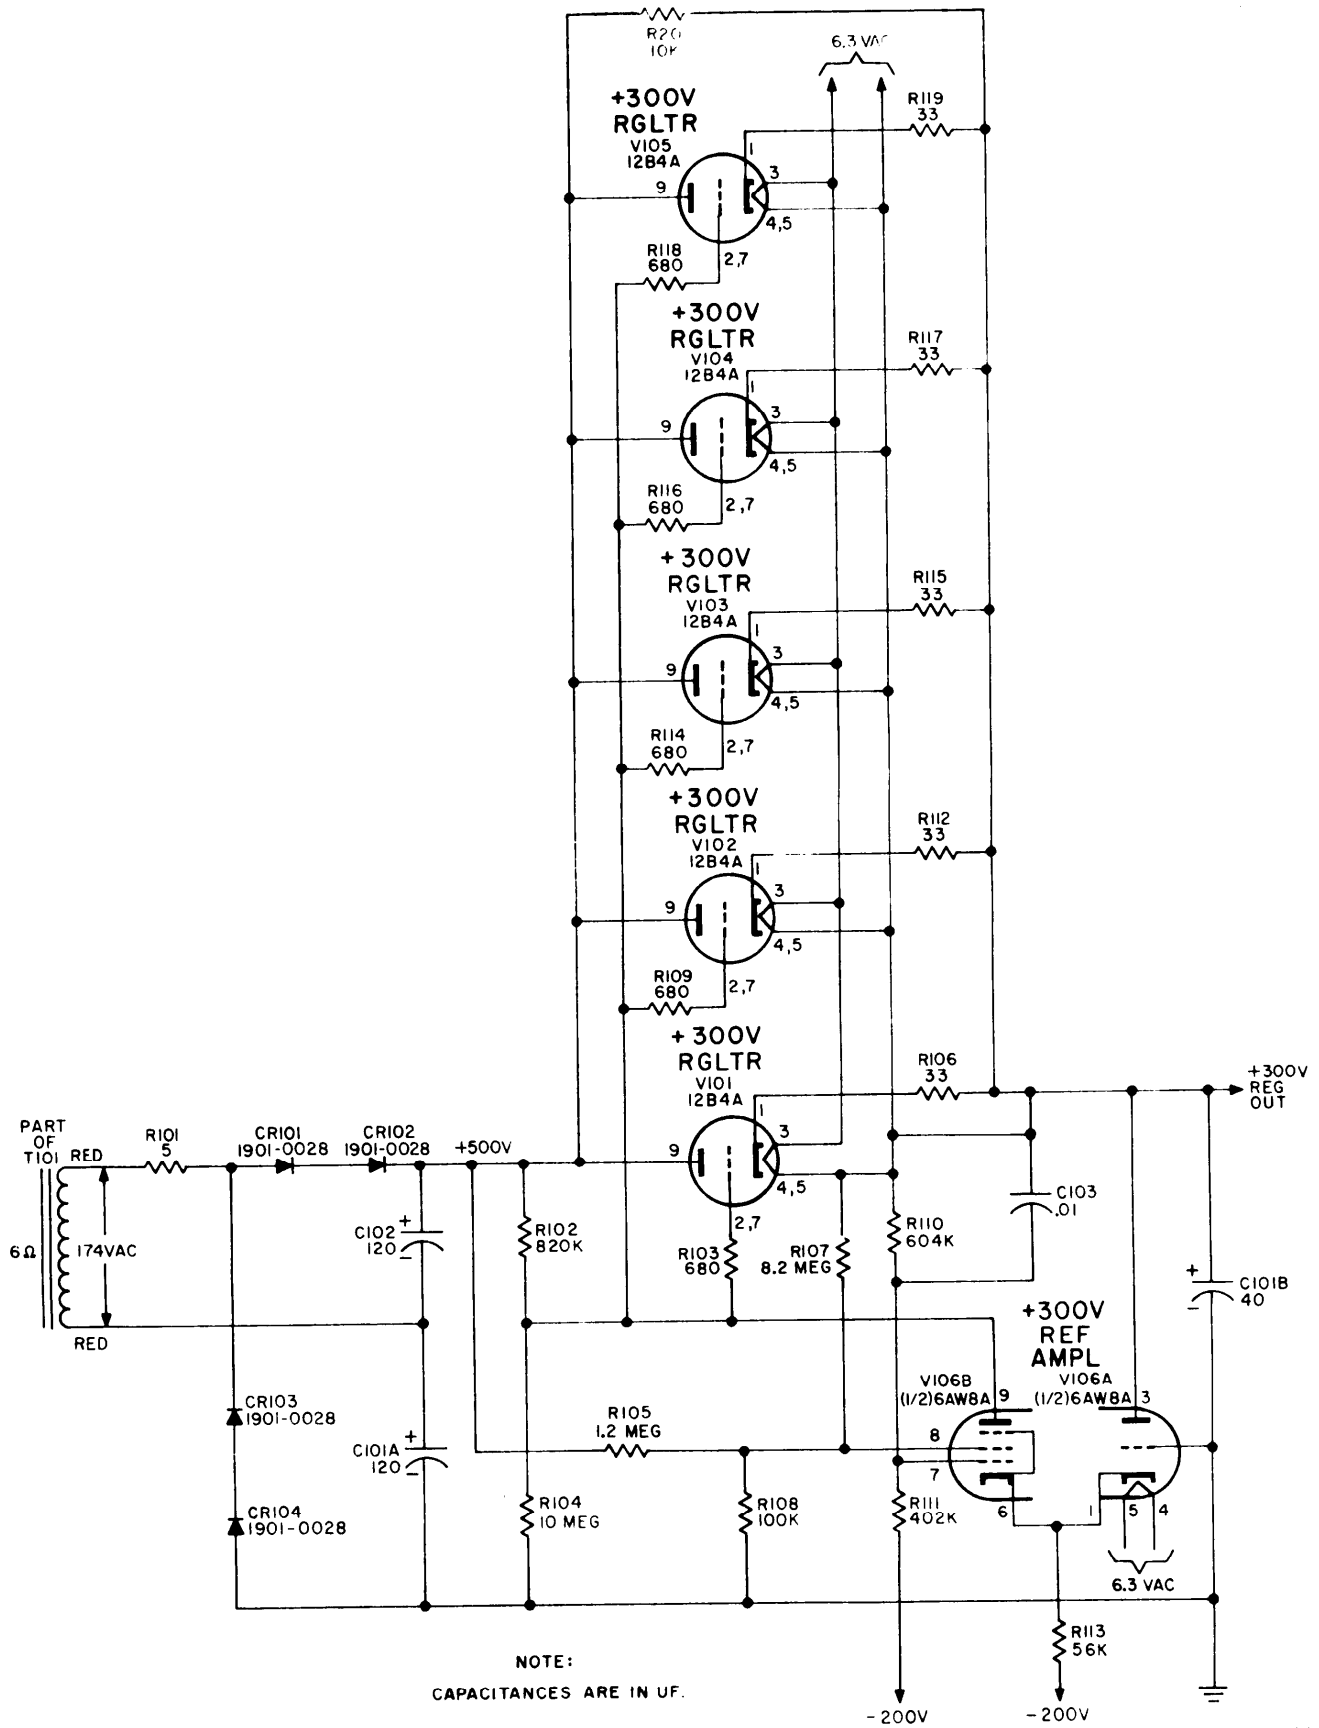 R20
10K
6.3 VAC
+300V
RGLTR
V105
12B4A
R119
33
1
3
9
4,5
2,7
R118
680
+300V
RGLTR
V104
12B4A
R117
33
1
3
9
4,5
2,7
R116
680
+300V
RGLTR
V103
12B4A
R115
33
1
3
9
4,5
2,7
R114
680
+300V
RGLTR
V102
12B4A
R112
33
1
3
9
4,5
2,7
R109
680
+300V
RGLTR
V101
12B4A
R106
33
+300V
REG
OUT
1
3
9
4,5
2,7
PART
OF
T101
RED
R101
5
CR101
1901-0028
CR102
1901-0028
+500V
6Ω
174VAC
RED
+
C102
120
−
R102
820K
R103
680
R107
8.2 MEG
R110
604K
C103
.01
+
C101B
40
−
+300V
REF
AMPL
V106B
(1/2)6AW8A
9
V106A
(1/2)6AW8A
3
8
7
6
1
5
4
6.3 VAC
CR103
1901-0028
+
C101A
120
−
R105
1.2 MEG
CR104
1901-0028
R104
10 MEG
R108
100K
R111
402K
R113
56K
-200V
-200V
NOTE:
CAPACITANCES ARE IN UF.